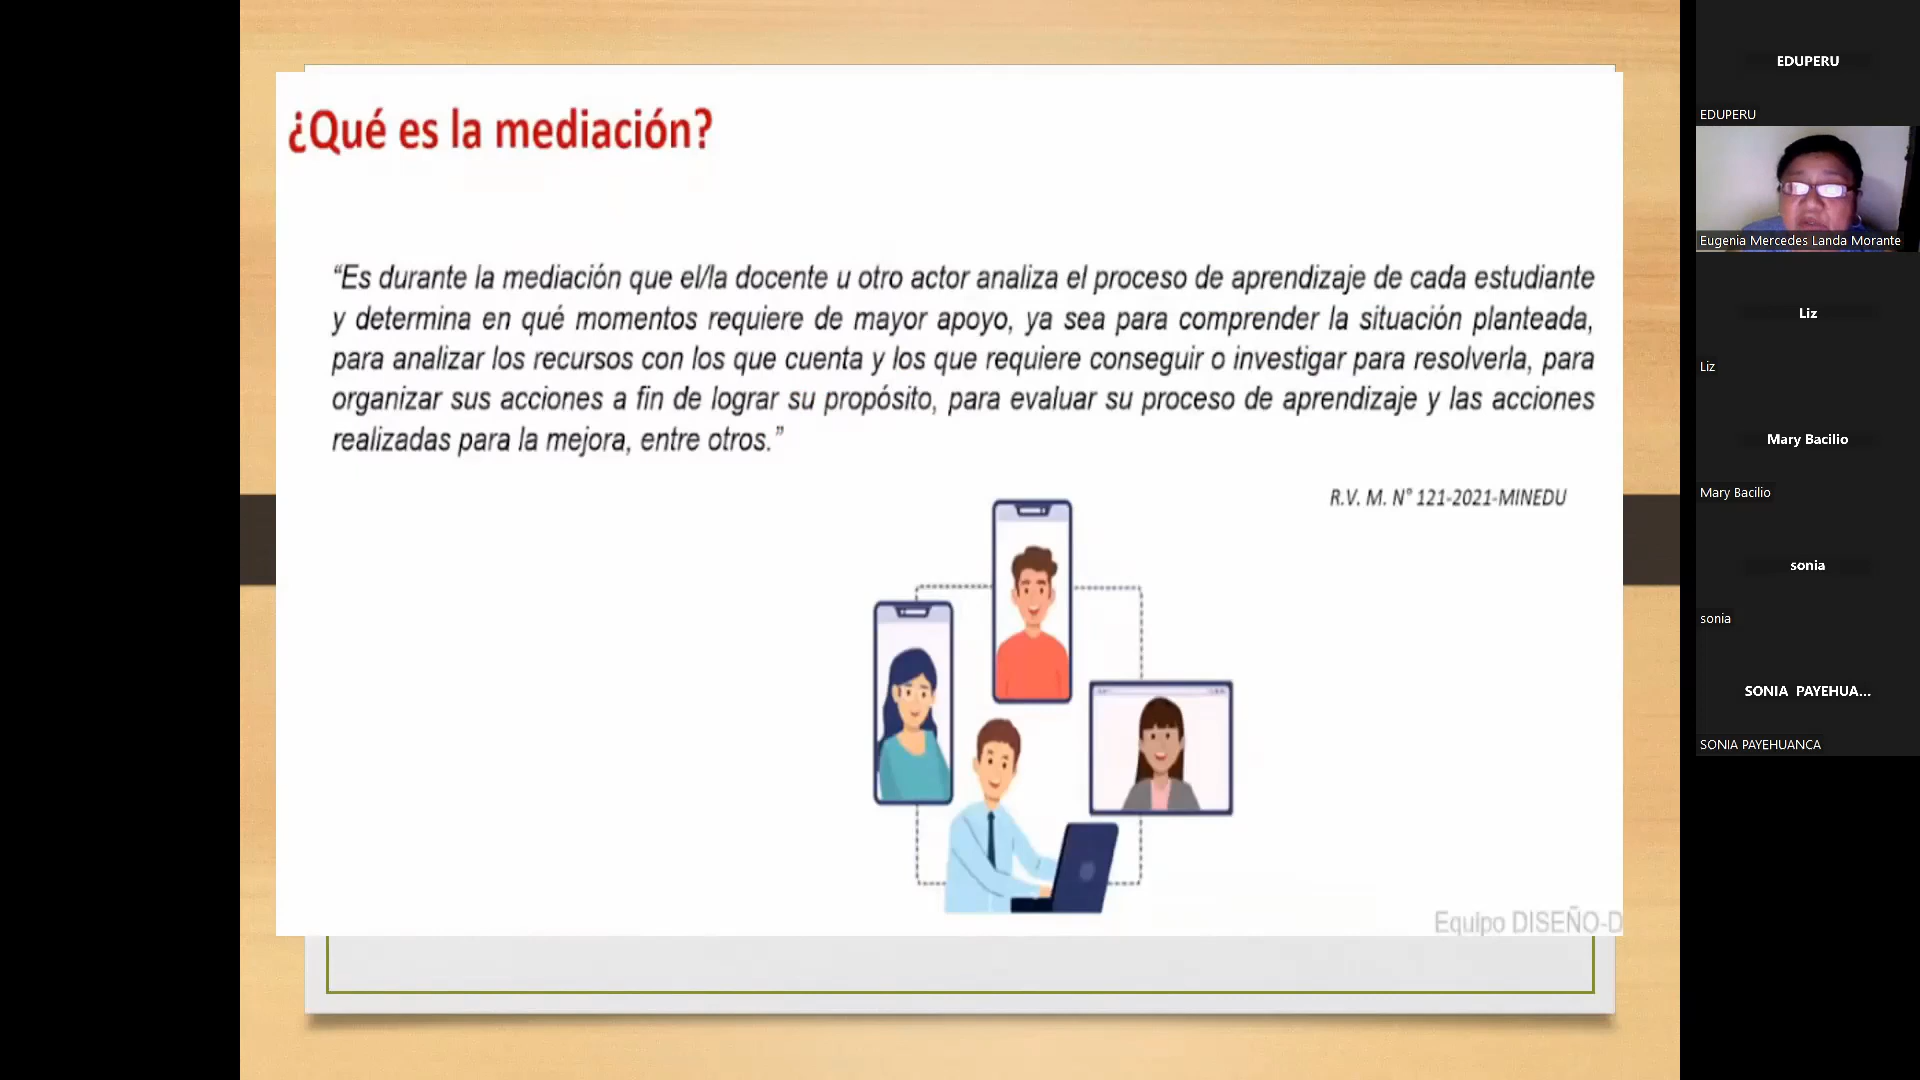 ¿Qué es la mediación?
“Es durante la mediación que el/la docente u otro actor analiza el proceso de aprendizaje de cada estudiante
y determina en qué momentos requiere de mayor apoyo, ya sea para comprender la situación planteada,
para analizar los recursos con los que cuenta y los que requiere conseguir o investigar para resolverla, para
organizar sus acciones a fin de lograr su propósito, para evaluar su proceso de aprendizaje y las acciones
realizadas para la mejora, entre otros.”
R.V. M. N° 121-2021-MINEDU
Equipo DISEÑO-D
EDUPERU
EDUPERU
Eugenia Mercedes Landa Morante
Liz
Liz
Mary Bacilio
Mary Bacilio
sonia
sonia
SONIA PAYEHUA...
SONIA PAYEHUANCA